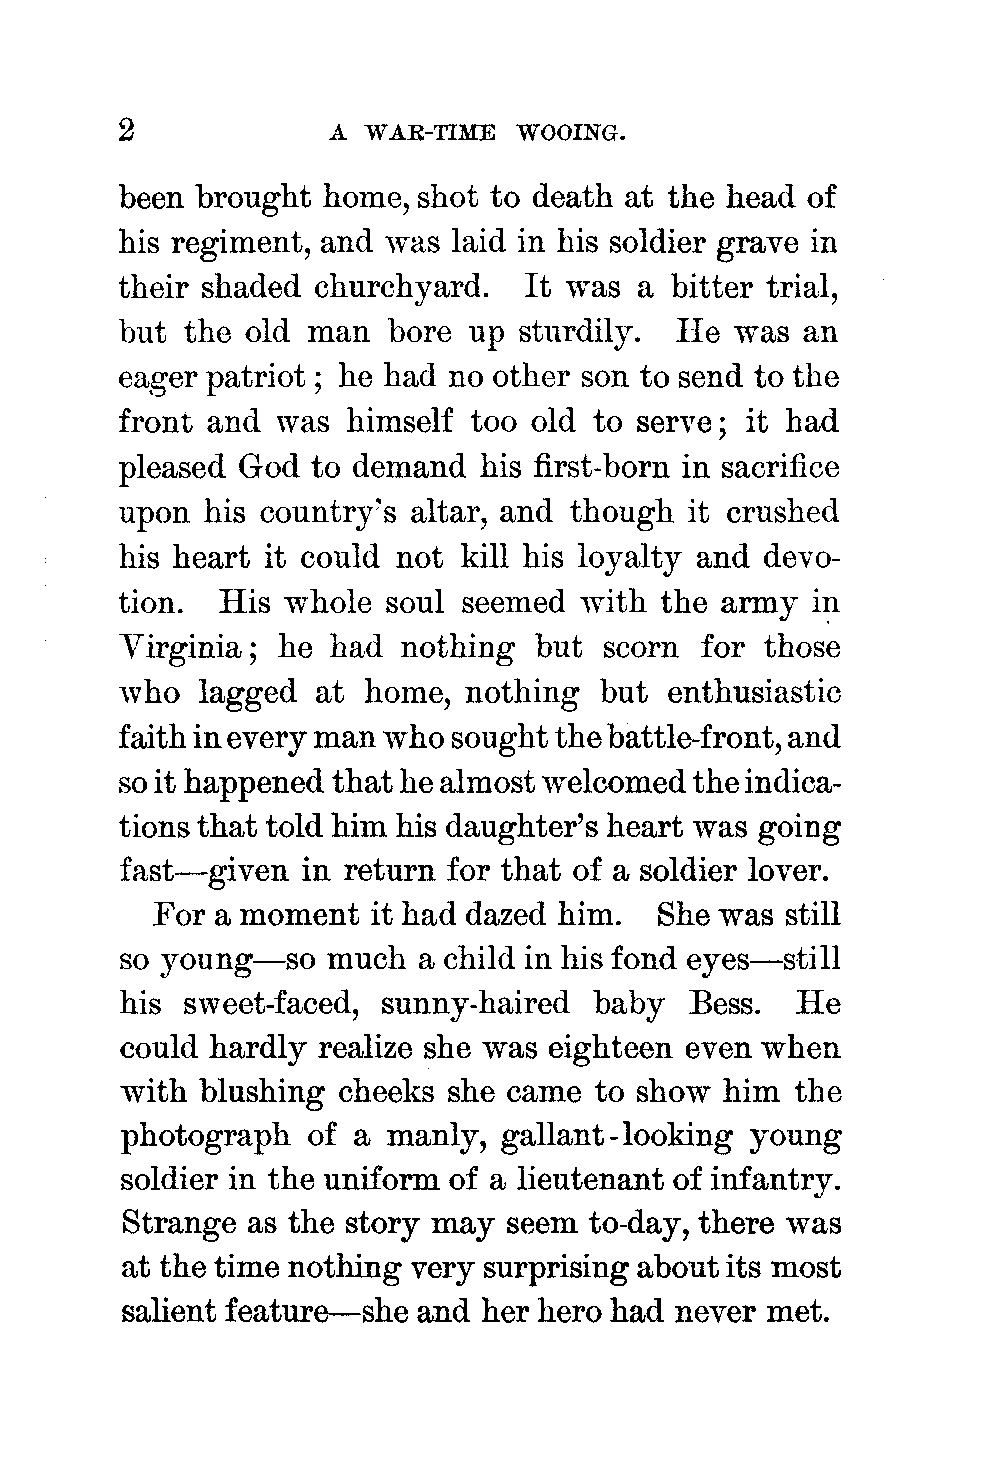 2 A WAR-TIME WOOING.
been brought home, shot to death at the head of
his regiment, and was laid in his soldier grave in
their shaded churchyard. It was a bitter trial,
but the old man bore up sturdily. He was an
eager patriot; he had no other son to send to the
front and was himself too old to serve; it had
pleased God to demand his first-born in sacrifice
upon his country's altar, and though it crushed
his heart it could not kill his loyalty and devo-
tion. His whole soul seemed with the army in
Virginia; he had nothing but scorn for those
who lagged at home, nothing but enthusiastic
faith in every man who sought the battle-front, and
so it happened that he almost welcomed the indica-
tions that told him his daughter's heart was going
fast—given in return for that of a soldier lover.
For a moment it had dazed him. She was still
so young—so much a child in his fond eyes—still
his sweet-faced, sunny-haired baby Bess. He
could hardly realize she was eighteen even when
with blushing cheeks she came to show him the
photograph of a manly, gallant-looking young
soldier in the uniform of a lieutenant of infantry.
Strange as the story may seem to-day, there was
at the time nothing very surprising about its most
salient feature—she and her hero had never met.